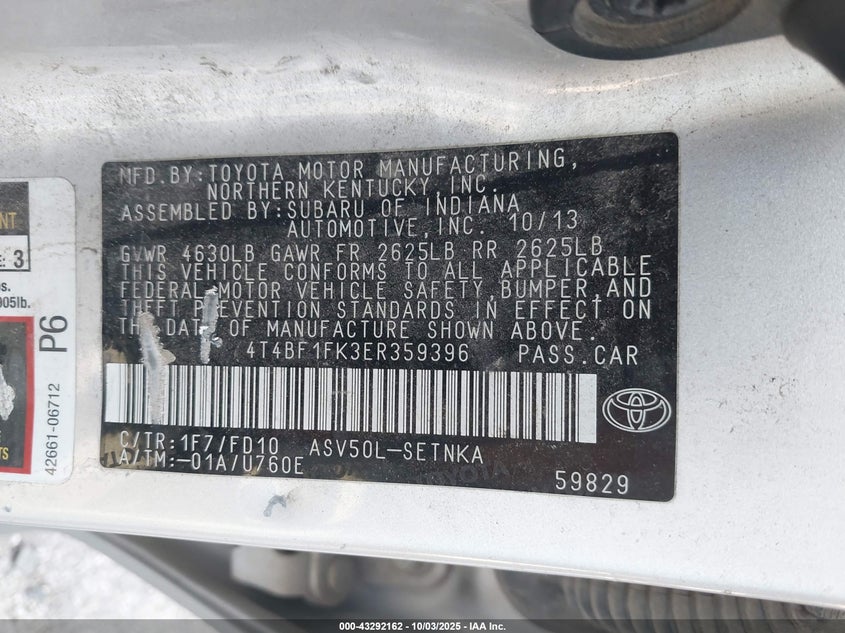 MFD.BY:TOYOTA MOTOR MANUFACTURING,
NORTHERN KENTUCKY,INC.
ASSEMBLED BY:SUBARU OF INDIANA
AUTOMOTIVE,INC. 10/13
GVWR 4630LB GAWR FR 2625LB RR 2625LB
THIS VEHICLE CONFORMS TO ALL APPLICABLE
FEDERAL MOTOR VEHICLE SAFETY,BUMPER,AND
THEFT PREVENTION STANDARDS IN EFFECT ON
THE DATE OF MANUFACTURE SHOWN ABOVE.
4T4BF1FK3ER359396 PASS.CAR
C/TR:1F7/FD10 ASV50L-SETNKA
A/TM:-01A/U760E
59829
3
005lb.
P6
42661-06712
000-43292162 - 10/03/2025 - IAA Inc.